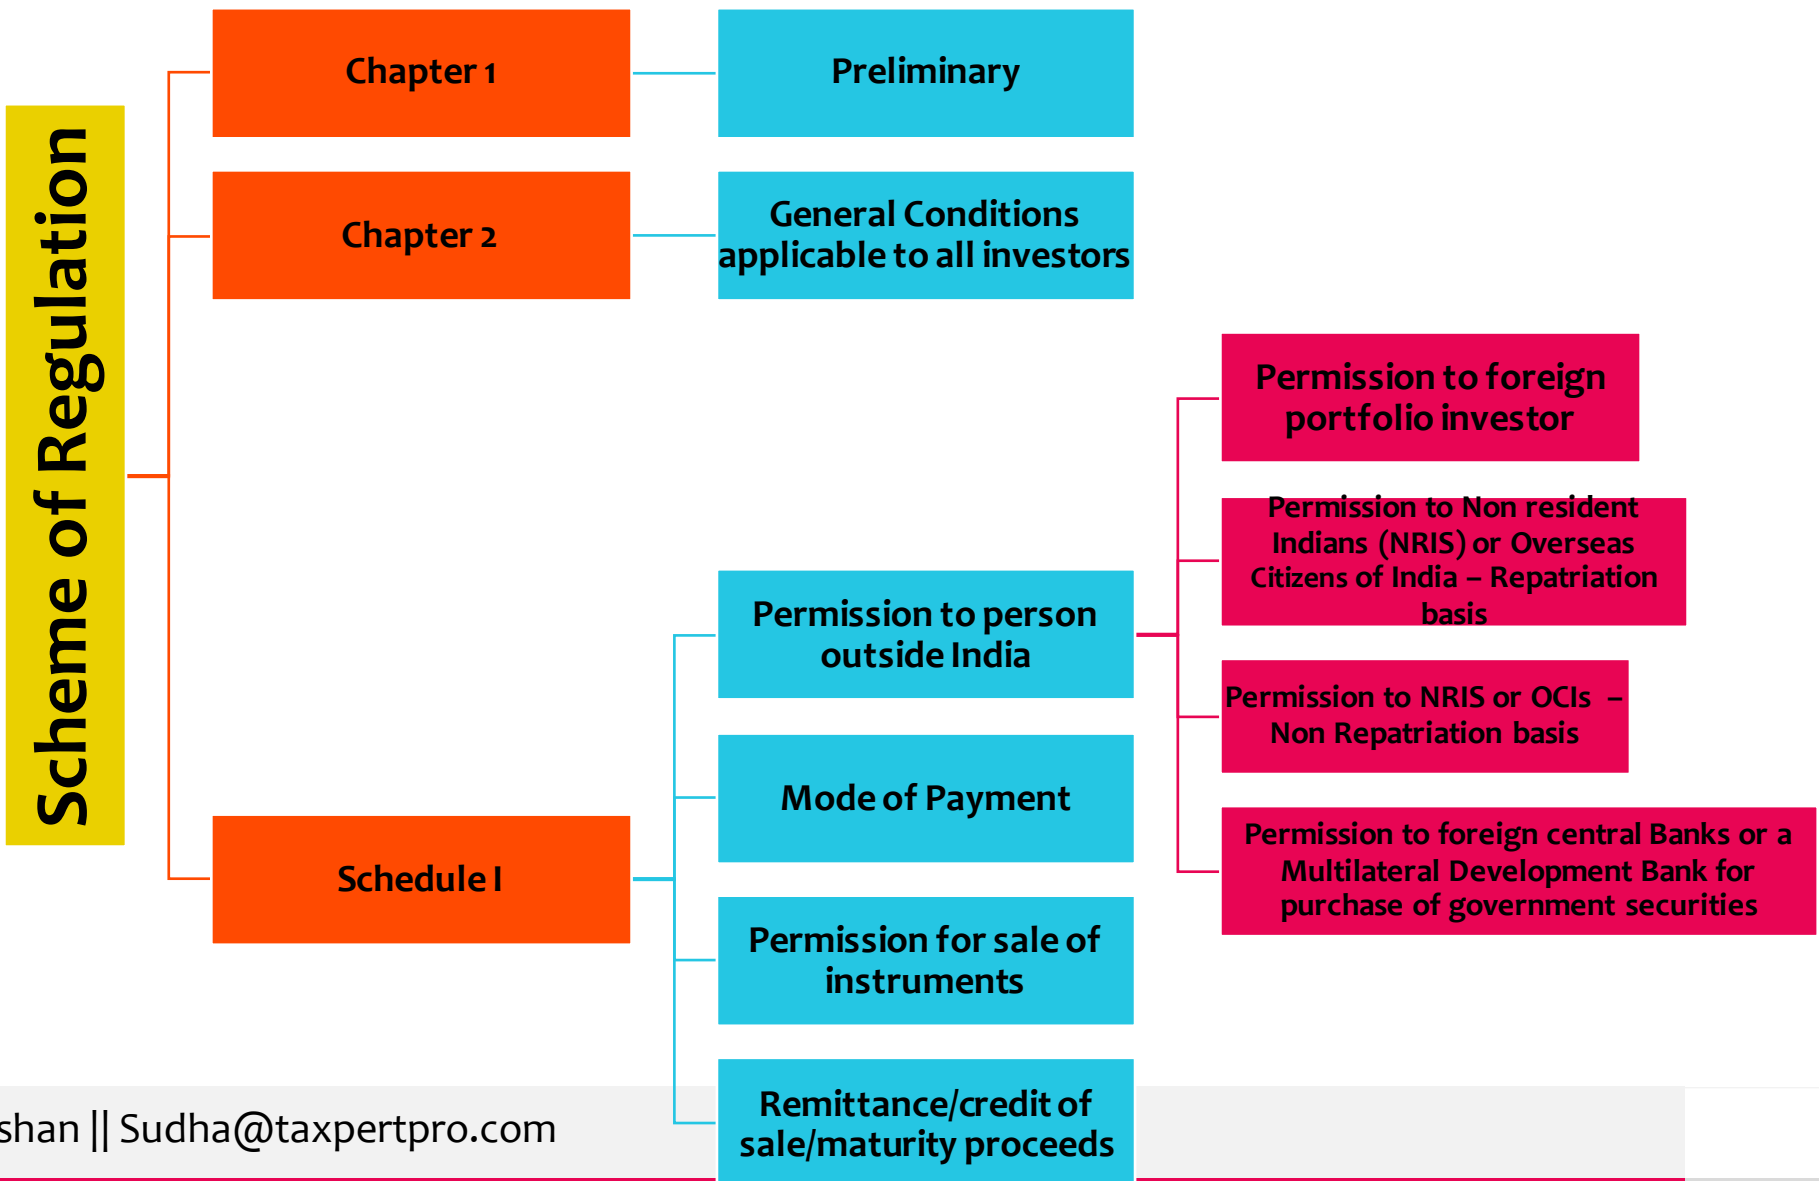 Scheme of Regulation
Chapter 1
Preliminary
Chapter 2
General Conditions
applicable to all investors
Schedule I
Permission to person
outside India
Permission to foreign
portfolio investor
Permission to Non resident
Indians (NRIS) or Overseas
Citizens of India – Repatriation
basis
Permission to NRIS or OCIs –
Non Repatriation basis
Permission to foreign central Banks or a
Multilateral Development Bank for
purchase of government securities
Mode of Payment
Permission for sale of
instruments
Remittance/credit of
sale/maturity proceeds
shan || Sudha@taxpertpro.com